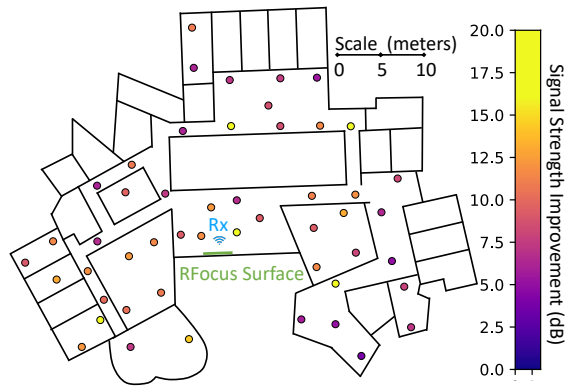 Scale (meters)
0 5 10
Rx
RFocus Surface
20.0
17.5
15.0
12.5
10.0
7.5
5.0
2.5
0.0
Signal Strength Improvement (dB)